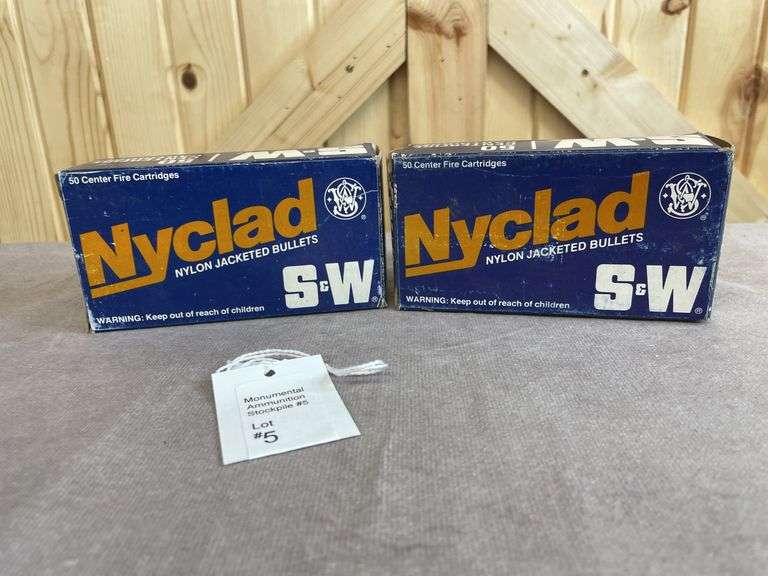 S&W
50 Center Fire Cartridges
Nyclad
NYLON JACKETED BULLETS
S&W
WARNING: Keep out of reach of children
S&W
50 Center Fire Cartridges
Nyclad
NYLON JACKETED BULLETS
S&W
WARNING: Keep out of reach of children
Monumental
Ammunition
Stockpile #5
Lot
#5